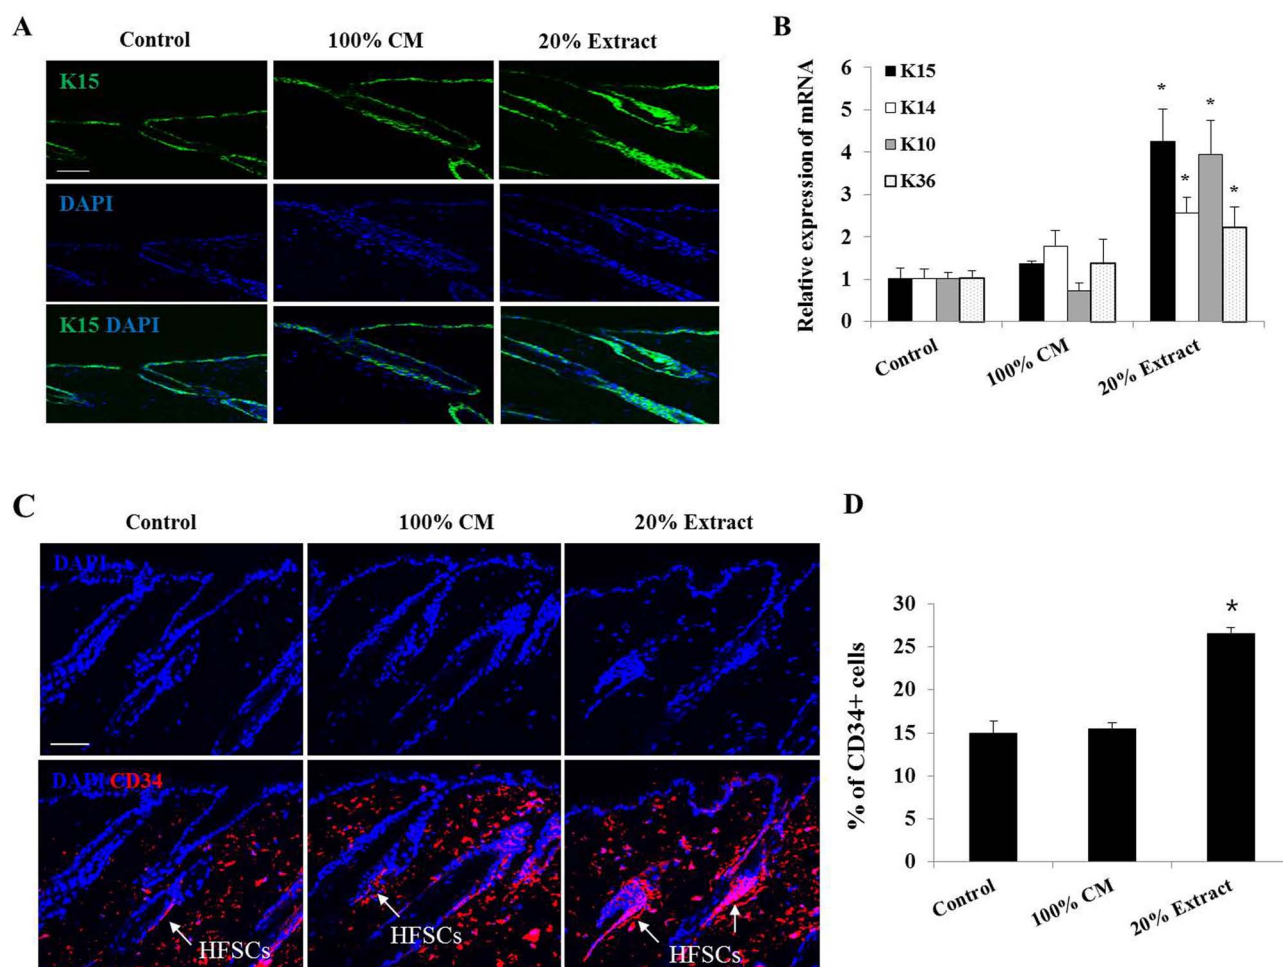 A
Control
100% CM
20% Extract
K15
DAPI
K15 DAPI
B
Relative expression of mRNA
6
5
4
3
2
1
0
K15
K14
K10
K36
*
*
*
*
Control
100% CM
20% Extract
C
Control
100% CM
20% Extract
DAPI
DAPI CD34
HFSCs
HFSCs
HFSCs
D
% of CD34+ cells
30
25
20
15
10
5
0
*
Control
100% CM
20% Extract